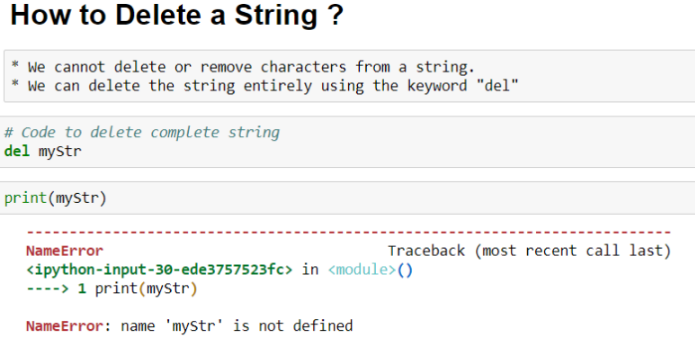 How to Delete a String ?
* We cannot delete or remove characters from a string.
* We can delete the string entirely using the keyword "del"
# Code to delete complete string
del myStr
print(myStr)
---------------------------------------------------------------------------
NameError                                 Traceback (most recent call last)
<ipython-input-30-ede3757523fc> in <module>()
----> 1 print(myStr)
NameError: name 'myStr' is not defined